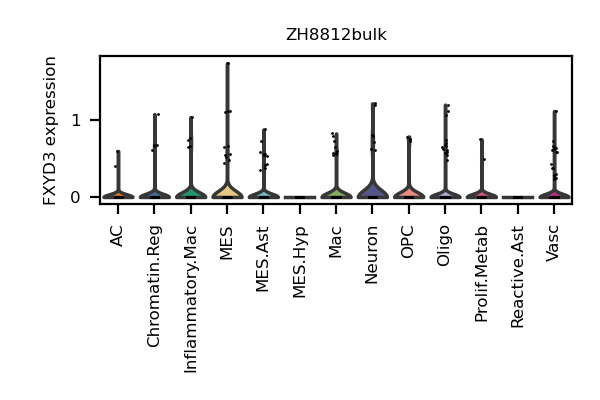 ZH8812bulk
FXYD3 expression
1
0
AC
Chromatin.Reg
Inflammatory.Mac
MES
MES.Ast
MES.Hyp
Mac
Neuron
OPC
Oligo
Prolif.Metab
Reactive.Ast
Vasc